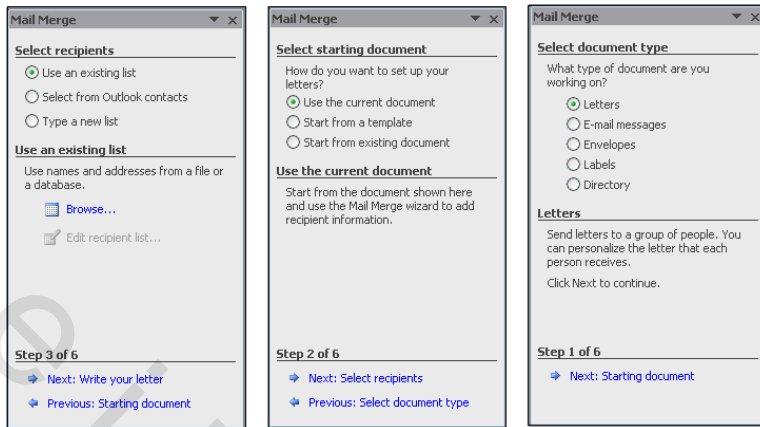 Mail Merge
Select recipients
Use an existing list
Select from Outlook contacts
Type a new list
Use an existing list
Use names and addresses from a file or
a database.
Browse...
Edit recipient list...
Step 3 of 6
Next: Write your letter
Previous: Starting document
Mail Merge
Select starting document
How do you want to set up your
letters?
Use the current document
Start from a template
Start from existing document
Use the current document
Start from the document shown here
and use the Mail Merge wizard to add
recipient information.
Step 2 of 6
Next: Select recipients
Previous: Select document type
Mail Merge
Select document type
What type of document are you
working on?
Letters
E-mail messages
Envelopes
Labels
Directory
Letters
Send letters to a group of people. You
can personalize the letter that each
person receives.
Click Next to continue.
Step 1 of 6
Next: Starting document